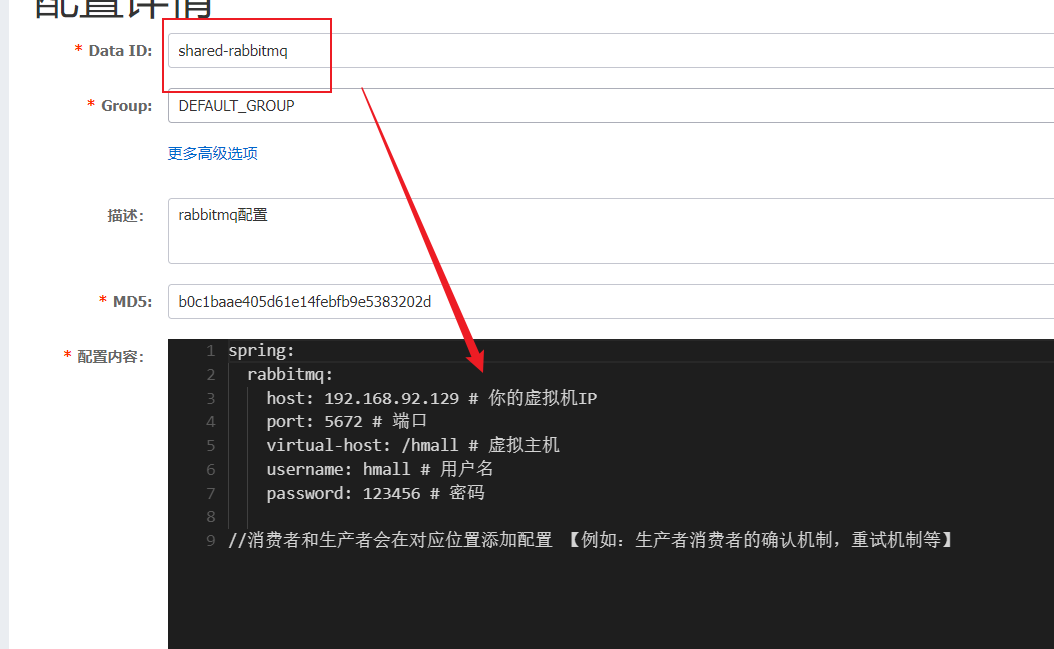 配置详情
* Data ID: shared-rabbitmq
* Group: DEFAULT_GROUP
更多高级选项
描述: rabbitmq配置
* MD5: b0c1baae405d61e14febfb9e5383202d
* 配置内容:
1 spring:
2 rabbitmq:
3 host: 192.168.92.129 # 你的虚拟机IP
4 port: 5672 # 端口
5 virtual-host: /hmall # 虚拟主机
6 username: hmall # 用户名
7 password: 123456 # 密码
8
9 //消费者和生产者会在对应位置添加配置 【例如：生产者消费者的确认机制，重试机制等】